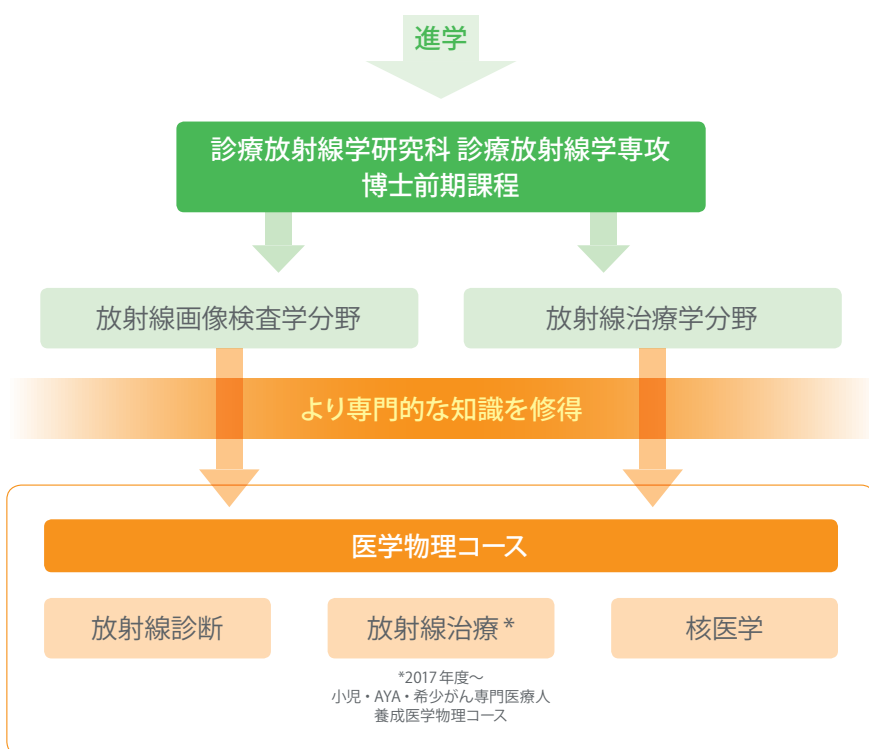 進学
診療放射線学研究科 診療放射線学専攻
博士前期課程
放射線画像検査学分野
放射線治療学分野
より専門的な知識を修得
医学物理コース
放射線診断
放射線治療*
核医学
*2017年度〜
小児・AYA・希少がん専門医療人
養成医学物理コース